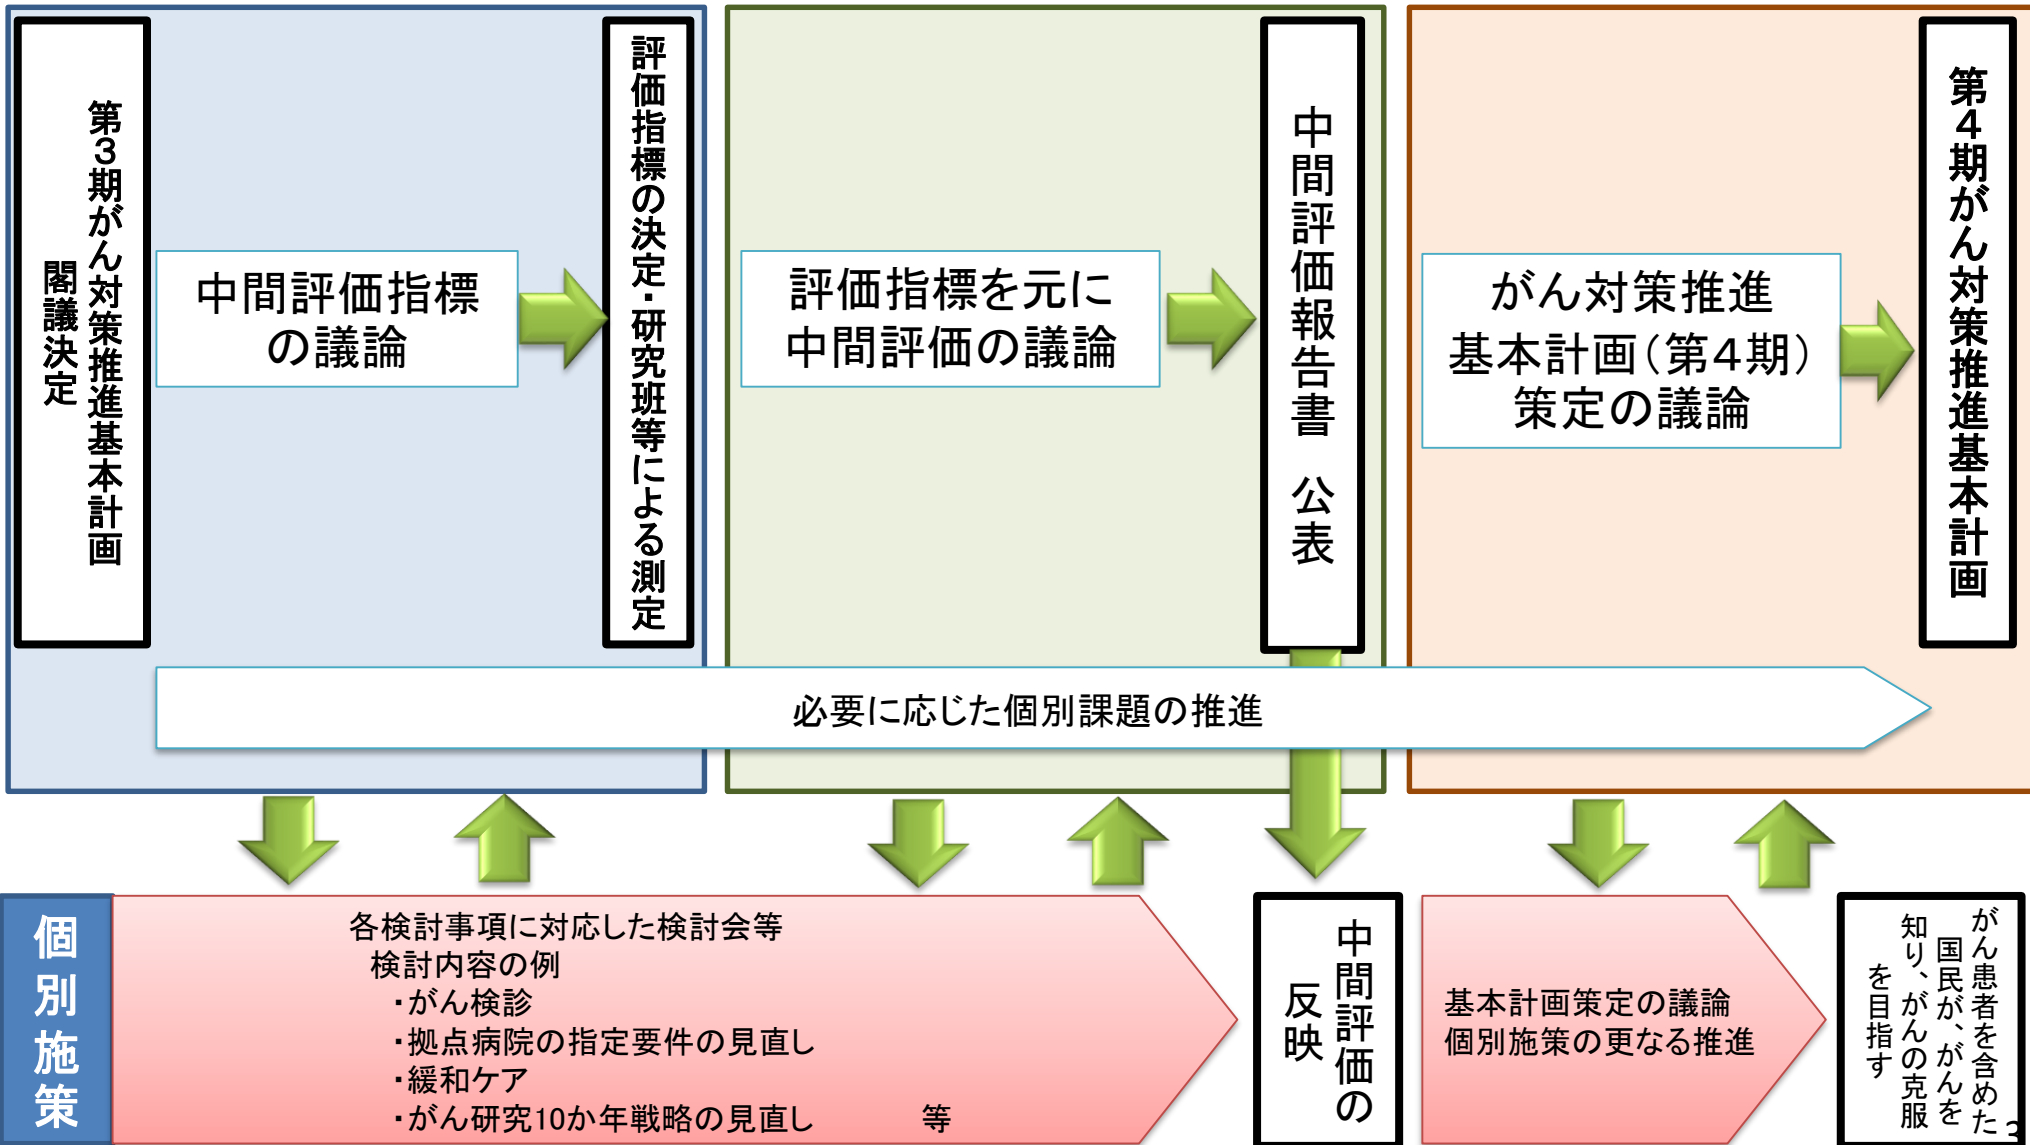 第３期がん対策推進基本計画
閣議決定
中間評価指標
の議論
評価指標の決定・研究班等による測定
評価指標を元に
中間評価の議論
中間評価報告書　公表
がん対策推進
基本計画（第４期）
策定の議論
第４期がん対策推進基本計画
必要に応じた個別課題の推進
個別施策
各検討事項に対応した検討会等
検討内容の例
・がん検診
・拠点病院の指定要件の見直し
・緩和ケア
・がん研究10か年戦略の見直し　　　等
中間評価の
反映
基本計画策定の議論
個別施策の更なる推進
がん患者を含めた
国民が、がんを
知り、がんの克服
を目指す
3